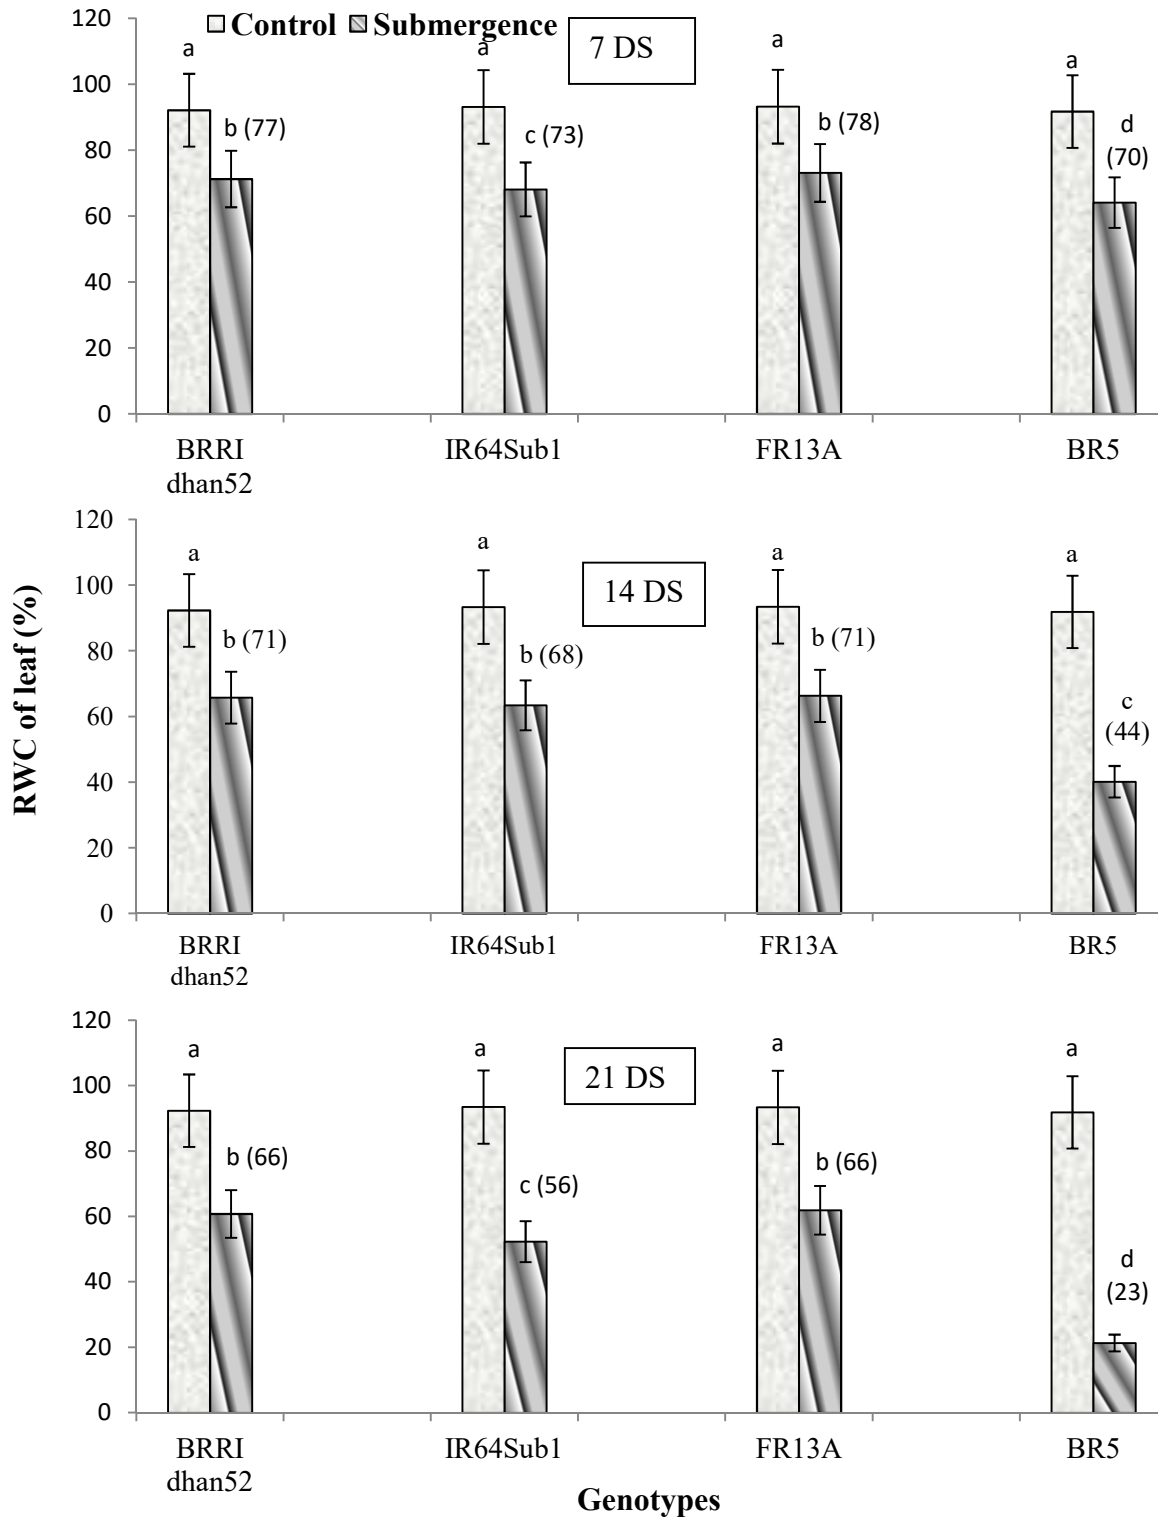 Control Submergence
7 DS
120
100
80
60
40
20
0
a
b (77)
a
c (73)
a
b (78)
a
d
(70)
BRRI
dhan52
IR64Sub1
FR13A
BR5
RWC of leaf (%)
14 DS
120
100
80
60
40
20
0
a
b (71)
a
b (68)
a
b (71)
a
c
(44)
BRRI
dhan52
IR64Sub1
FR13A
BR5
21 DS
120
100
80
60
40
20
0
a
b (66)
a
c (56)
a
b (66)
a
d
(23)
BRRI
dhan52
IR64Sub1
FR13A
BR5
Genotypes